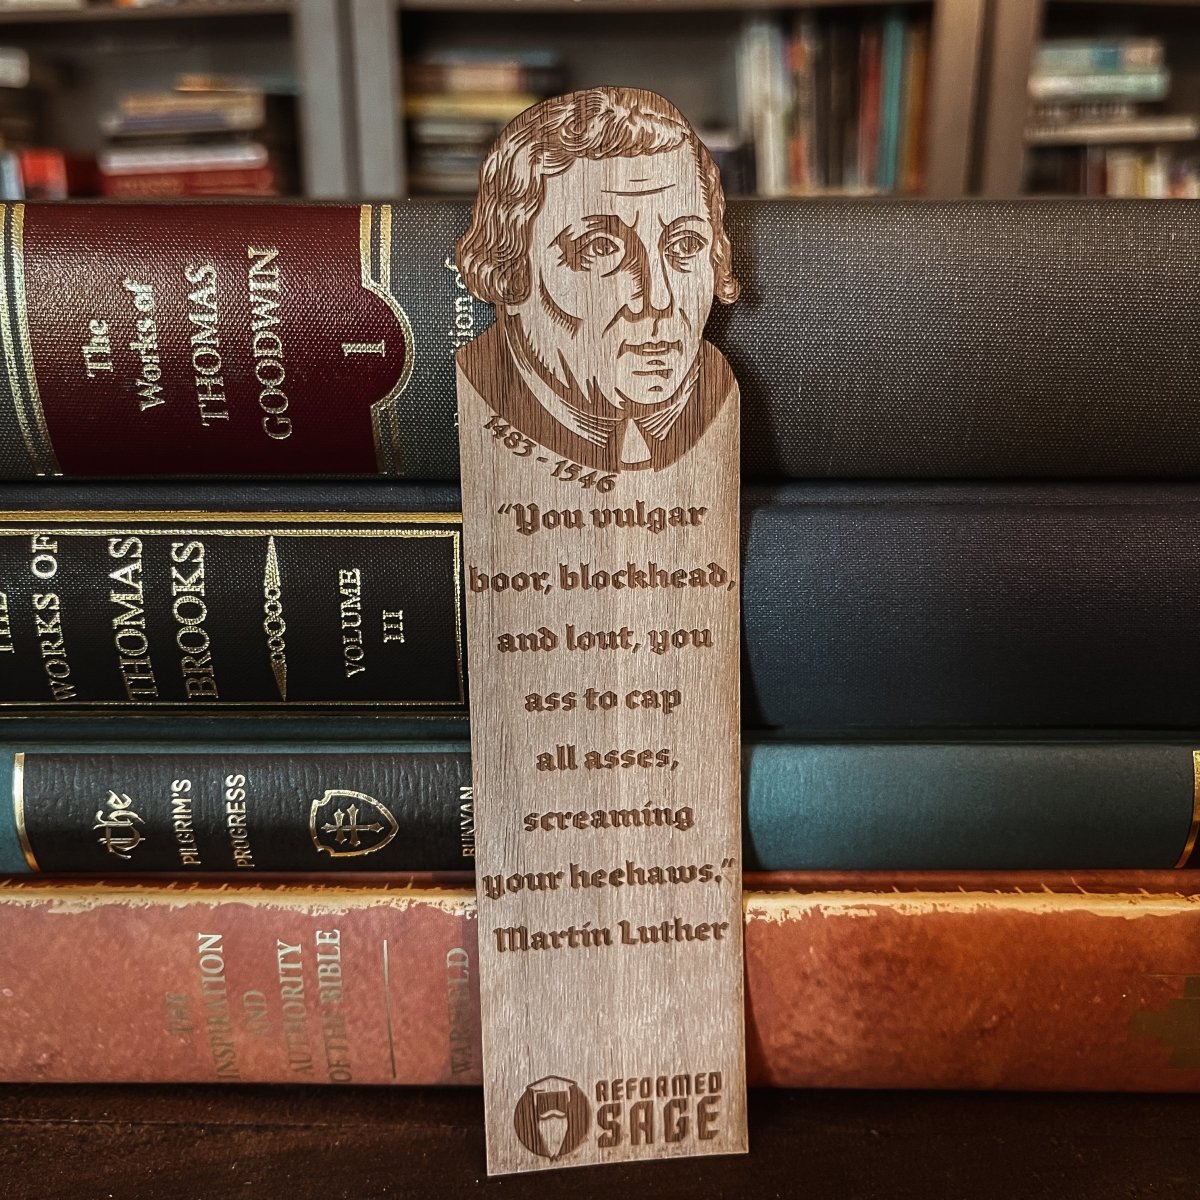 The
Works of
THOMAS
GOODWIN
1
1483 - 1546
“You vulgar
boor, blockhead,
and lout, you
ass to cap
all asses,
screaming
your heehaws.”
Martin Luther
REFORMED
SAGE
WORKS OF
THOMAS
BROOKS
VOLUME
III
The
PILGRIM'S
PROGRESS
BUNYAN
THE
INSPIRATION
AND
AUTHORITY
OF THE BIBLE
WARFIELD